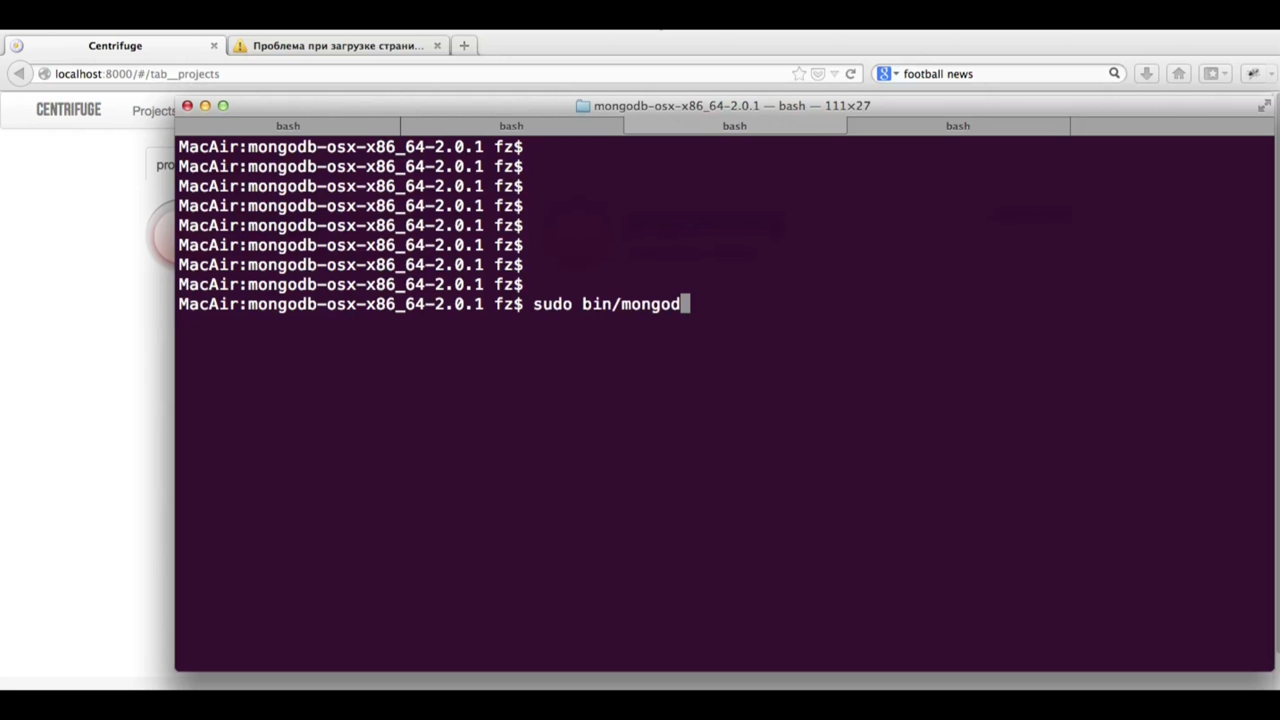 Centrifuge
Проблема при загрузке страни...
localhost:8000/#/tab__projects
football news
CENTRIFUGE
Projects
mongodb-osx-x86_64-2.0.1 — bash — 111×27
bash
bash
bash
bash
pro
MacAir:mongodb-osx-x86_64-2.0.1 fz$
MacAir:mongodb-osx-x86_64-2.0.1 fz$
MacAir:mongodb-osx-x86_64-2.0.1 fz$
MacAir:mongodb-osx-x86_64-2.0.1 fz$
MacAir:mongodb-osx-x86_64-2.0.1 fz$
MacAir:mongodb-osx-x86_64-2.0.1 fz$
MacAir:mongodb-osx-x86_64-2.0.1 fz$
MacAir:mongodb-osx-x86_64-2.0.1 fz$
MacAir:mongodb-osx-x86_64-2.0.1 fz$ sudo bin/mongod